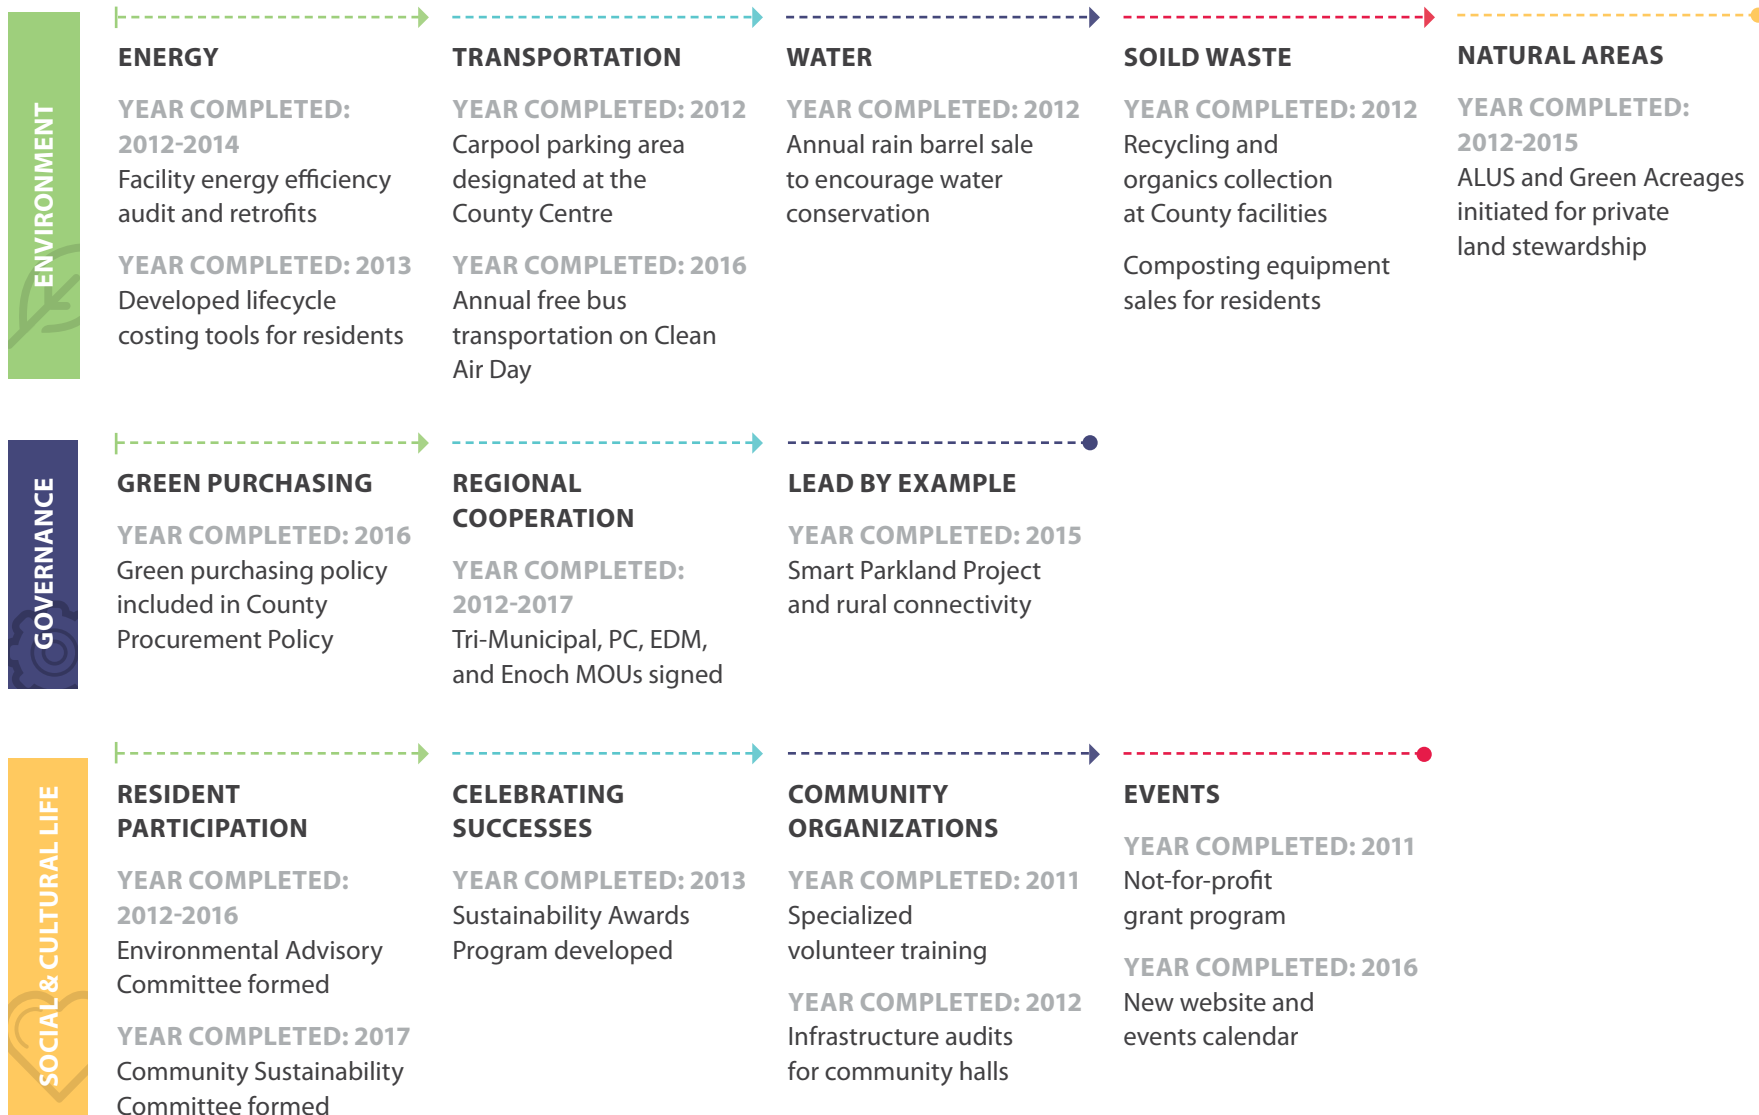 ENVIRONMENT
ENERGY
YEAR COMPLETED:
2012-2014
Facility energy efficiency
audit and retrofits
YEAR COMPLETED: 2013
Developed lifecycle
costing tools for residents
TRANSPORTATION
YEAR COMPLETED: 2012
Carpool parking area
designated at the
County Centre
YEAR COMPLETED: 2016
Annual free bus
transportation on Clean
Air Day
WATER
YEAR COMPLETED: 2012
Annual rain barrel sale
to encourage water
conservation
SOILD WASTE
YEAR COMPLETED: 2012
Recycling and
organics collection
at County facilities
Composting equipment
sales for residents
NATURAL AREAS
YEAR COMPLETED:
2012-2015
ALUS and Green Acreages
initiated for private
land stewardship
GOVERNANCE
GREEN PURCHASING
YEAR COMPLETED: 2016
Green purchasing policy
included in County
Procurement Policy
REGIONAL
COOPERATION
YEAR COMPLETED:
2012-2017
Tri-Municipal, PC, EDM,
and Enoch MOUs signed
LEAD BY EXAMPLE
YEAR COMPLETED: 2015
Smart Parkland Project
and rural connectivity
SOCIAL & CULTURAL LIFE
RESIDENT
PARTICIPATION
YEAR COMPLETED:
2012-2016
Environmental Advisory
Committee formed
YEAR COMPLETED: 2017
Community Sustainability
Committee formed
CELEBRATING
SUCCESSES
YEAR COMPLETED: 2013
Sustainability Awards
Program developed
COMMUNITY
ORGANIZATIONS
YEAR COMPLETED: 2011
Specialized
volunteer training
YEAR COMPLETED: 2012
Infrastructure audits
for community halls
EVENTS
YEAR COMPLETED: 2011
Not-for-profit
grant program
YEAR COMPLETED: 2016
New website and
events calendar